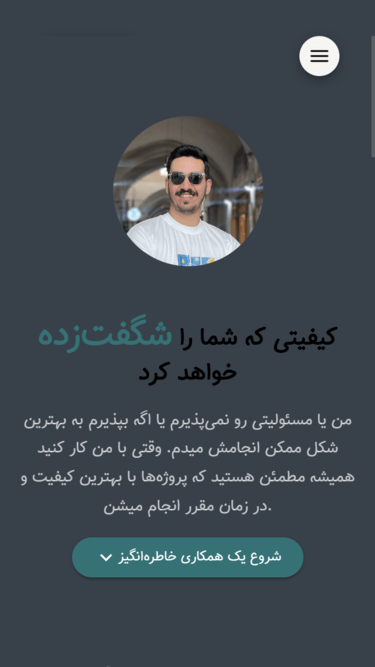 کیفیتی که شما را شگفت‌زده
خواهد کرد
من یا مسئولیتی رو نمی‌پذیرم یا اگه بپذیرم به بهترین
شکل ممکن انجامش میدم. وقتی با من کار کنید
همیشه مطمئن هستید که پروژه‌ها با بهترین کیفیت و
در زمان مقرر انجام میشن.
شروع یک همکاری خاطره‌انگیز